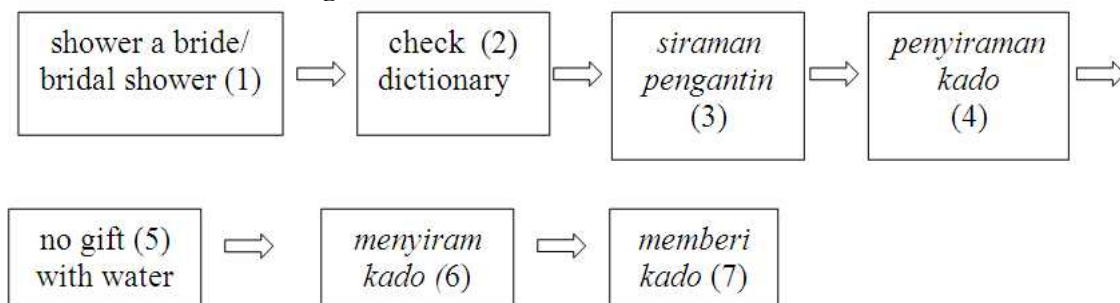 shower a bride/
bridal shower (1)
check (2)
dictionary
siraman
pengantin
(3)
penyiraman
kado
(4)
no gift (5)
with water
menyiram
kado (6)
memberi
kado (7)